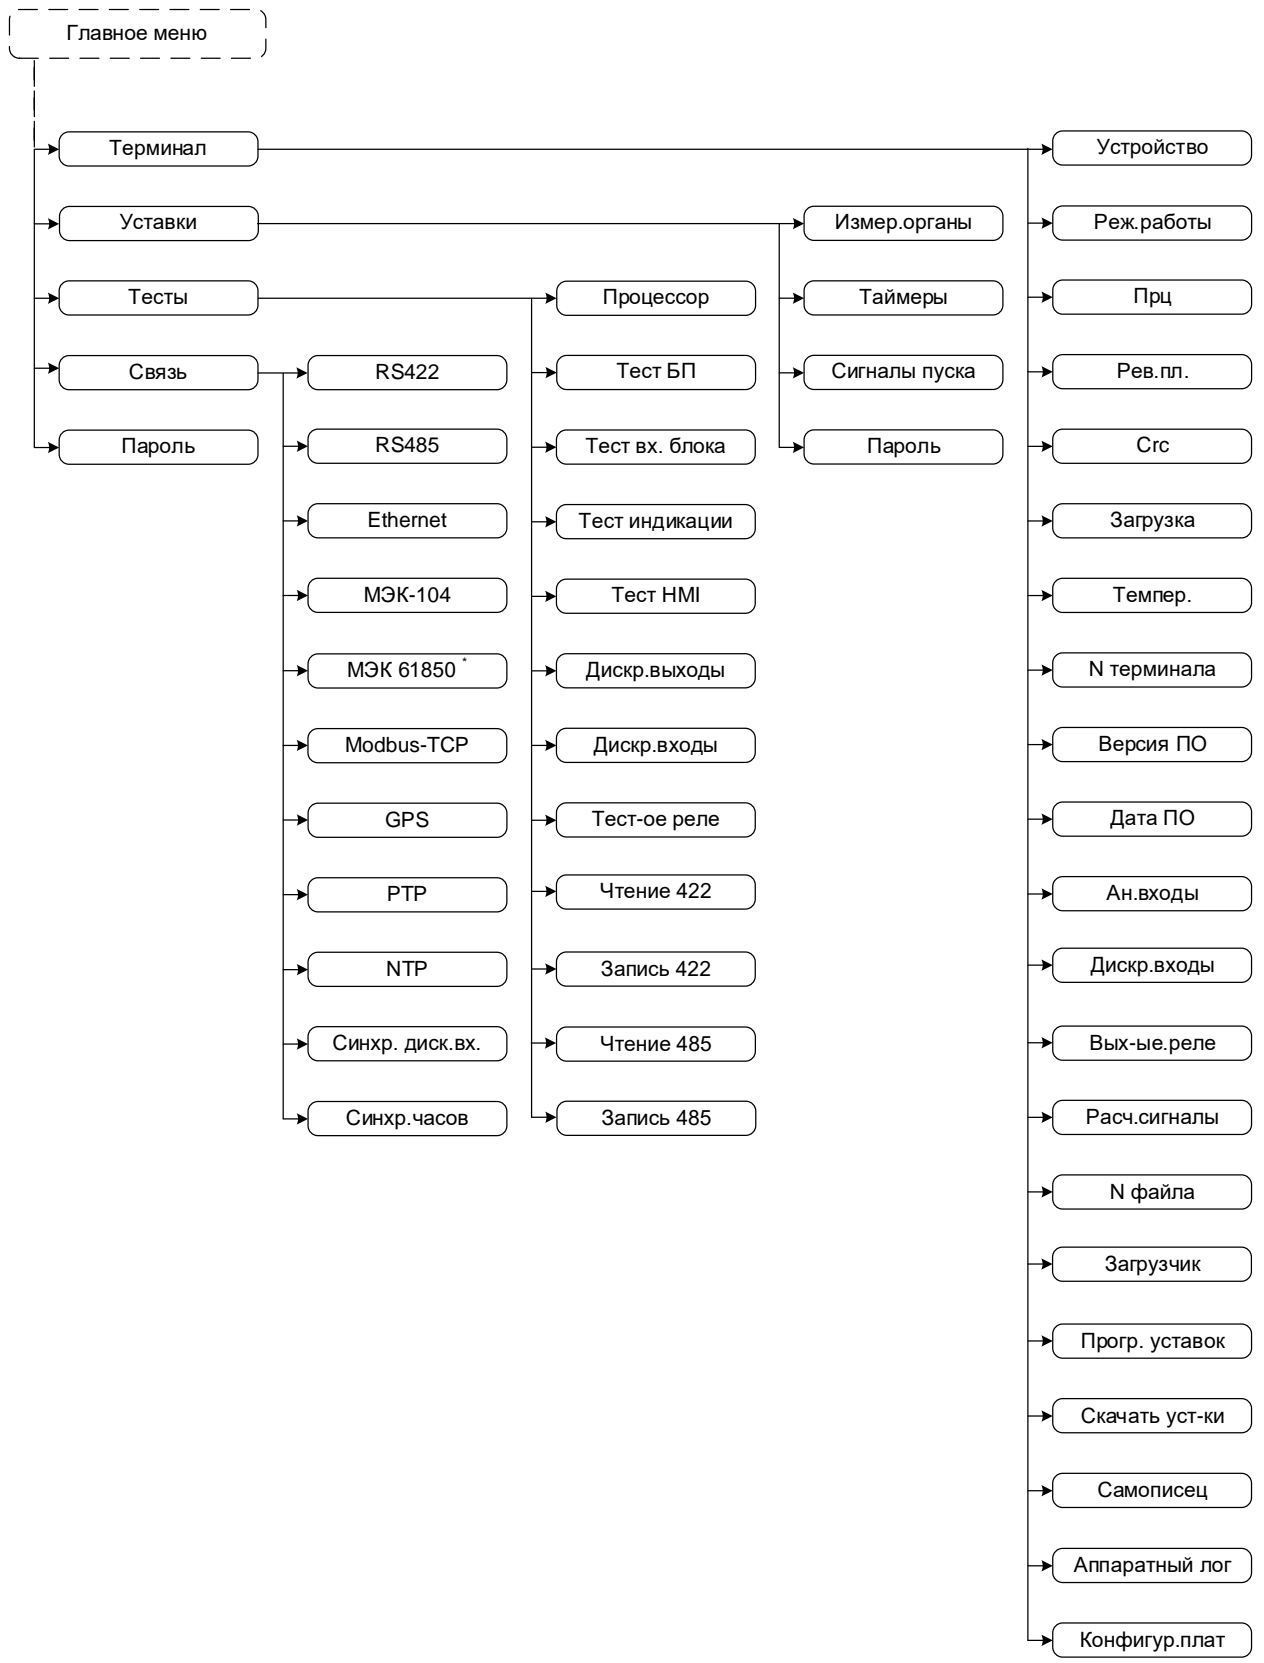 Главное меню
Терминал
Уставки
Тесты
Связь
Пароль
RS422
RS485
Ethernet
МЭК-104
МЭК 61850 *
Modbus-TCP
GPS
PTP
NTP
Синхр. диск.вх.
Синхр.часов
Процессор
Тест БП
Тест вх. блока
Тест индикации
Тест HMI
Дискр.выходы
Дискр.входы
Тест-ое реле
Чтение 422
Запись 422
Чтение 485
Запись 485
Измер.органы
Таймеры
Сигналы пуска
Пароль
Устройство
Реж.работы
Прц
Рев.пл.
Crc
Загрузка
Темпер.
N терминала
Версия ПО
Дата ПО
Ан.входы
Дискр.входы
Вых-ые.реле
Расч.сигналы
N файла
Загрузчик
Прогр. уставок
Скачать уст-ки
Самописец
Аппаратный лог
Конфигур.плат